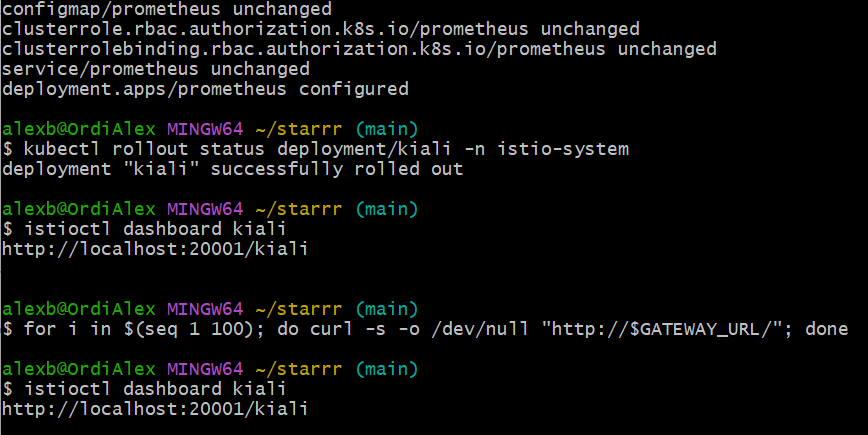 configmap/prometheus unchanged
clusterrole.rbac.authorization.k8s.io/prometheus unchanged
clusterrolebinding.rbac.authorization.k8s.io/prometheus unchanged
service/prometheus unchanged
deployment.apps/prometheus configured
alexb@OrdiAlex MINGW64 ~/starrr (main)
$ kubectl rollout status deployment/kiali -n istio-system
deployment "kiali" successfully rolled out
alexb@OrdiAlex MINGW64 ~/starrr (main)
$ istioctl dashboard kiali
http://localhost:20001/kiali
alexb@OrdiAlex MINGW64 ~/starrr (main)
$ for i in $(seq 1 100); do curl -s -o /dev/null "http://$GATEWAY_URL/"; done
alexb@OrdiAlex MINGW64 ~/starrr (main)
$ istioctl dashboard kiali
http://localhost:20001/kiali